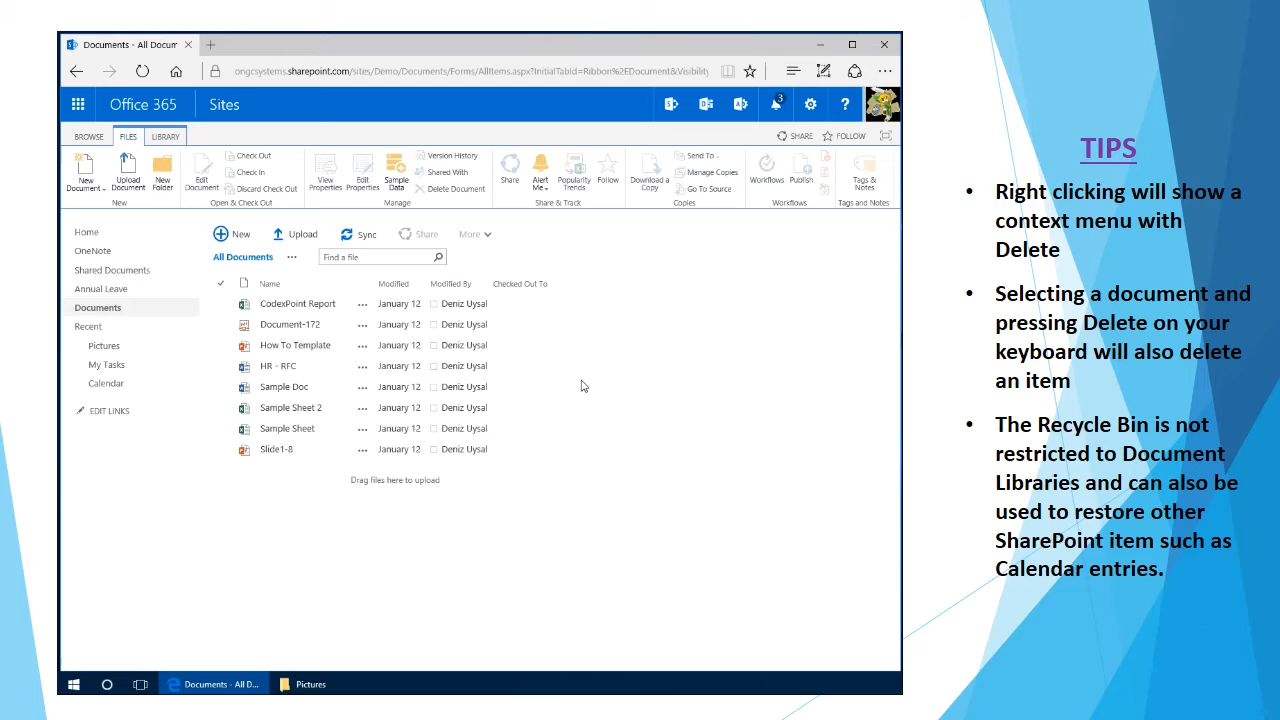 Documents - All Docum
ongcsystems.sharepoint.com/sites/Demo/Documents/Forms/AllItems.aspx?InitialTabId=Ribbon%2EDocument&Visibility
Office 365
Sites
3
?
BROWSE
FILES
LIBRARY
SHARE
FOLLOW
New
Document
Upload
Document
New
Folder
New
Edit
Document
Check Out
Check In
Discard Check Out
Open & Check Out
View
Properties
Edit
Properties
Sample
Data
Version History
Shared With
Delete Document
Manage
Share
Alert
Me
Popularity
Trends
Follow
Share & Track
Download a
Copy
Send To
Manage Copies
Go To Source
Copies
Workflows
Publish
Workflows
Tags &
Notes
Tags and Notes
Home
OneNote
Shared Documents
Annual Leave
Documents
Recent
Pictures
My Tasks
Calendar
EDIT LINKS
New
Upload
Sync
Share
More
All Documents
Find a file
Name Modified Modified By Checked Out To
CodexPoint Report ... January 12 Deniz Uysal
Document-172 ... January 12 Deniz Uysal
How To Template ... January 12 Deniz Uysal
HR - RFC ... January 12 Deniz Uysal
Sample Doc ... January 12 Deniz Uysal
Sample Sheet 2 ... January 12 Deniz Uysal
Sample Sheet ... January 12 Deniz Uysal
Slide1-8 ... January 12 Deniz Uysal
Drag files here to upload
Documents - All D...
Pictures
TIPS
• Right clicking will show a
context menu with
Delete
• Selecting a document and
pressing Delete on your
keyboard will also delete
an item
• The Recycle Bin is not
restricted to Document
Libraries and can also be
used to restore other
SharePoint item such as
Calendar entries.